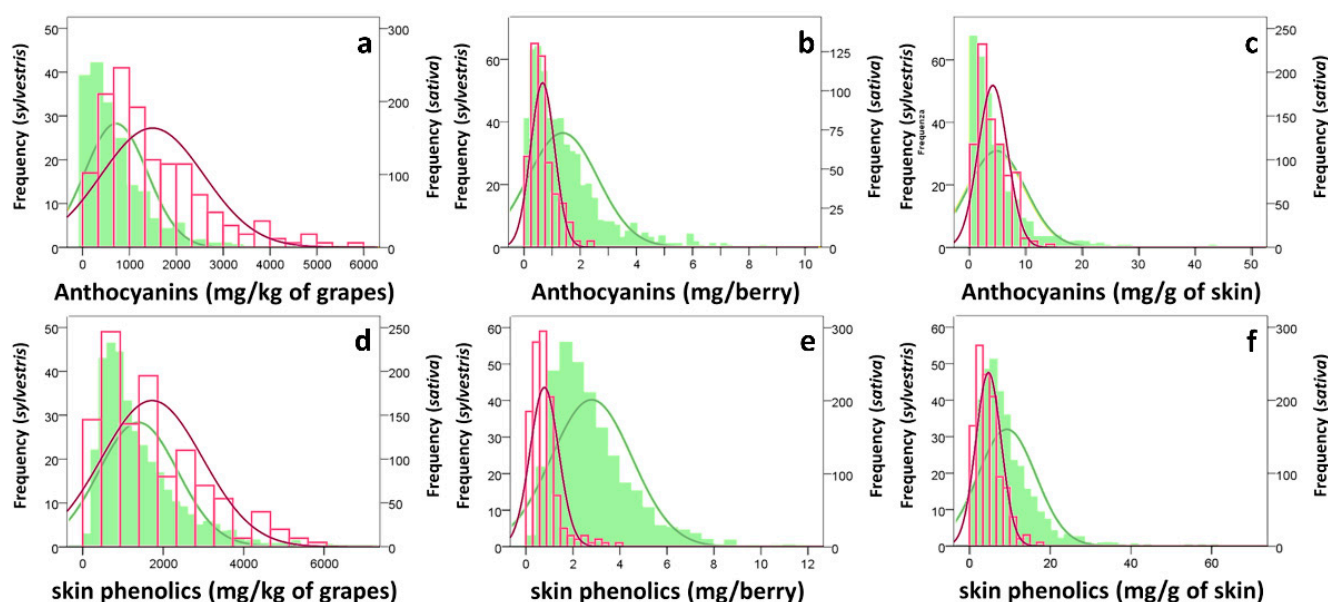 a
Frequency (sylvestris)
50
40
30
20
10
0
300
200
100
0
Frequency (sativa)
0 1000 2000 3000 4000 5000 6000
Anthocyanins (mg/kg of grapes)
b
Frequency (sylvestris)
60
40
20
0
125
100
75
50
25
0
Frequency (sativa)
0 2 4 6 8 10
Anthocyanins (mg/berry)
c
Frequency (sylvestris)
Frequenza
60
40
20
0
250
200
150
100
50
0
Frequency (sativa)
0 10 20 30 40 50
Anthocyanins (mg/g of skin)
d
Frequency (sylvestris)
50
40
30
20
10
0
250
200
150
100
50
0
Frequency (sativa)
0 2000 4000 6000
skin phenolics (mg/kg of grapes)
e
Frequency (sylvestris)
60
50
40
30
20
10
0
300
200
100
0
Frequency (sativa)
0 2 4 6 8 10 12
skin phenolics (mg/berry)
f
Frequency (sylvestris)
60
50
40
30
20
10
0
300
200
100
0
Frequency (sativa)
0 20 40 60
skin phenolics (mg/g of skin)